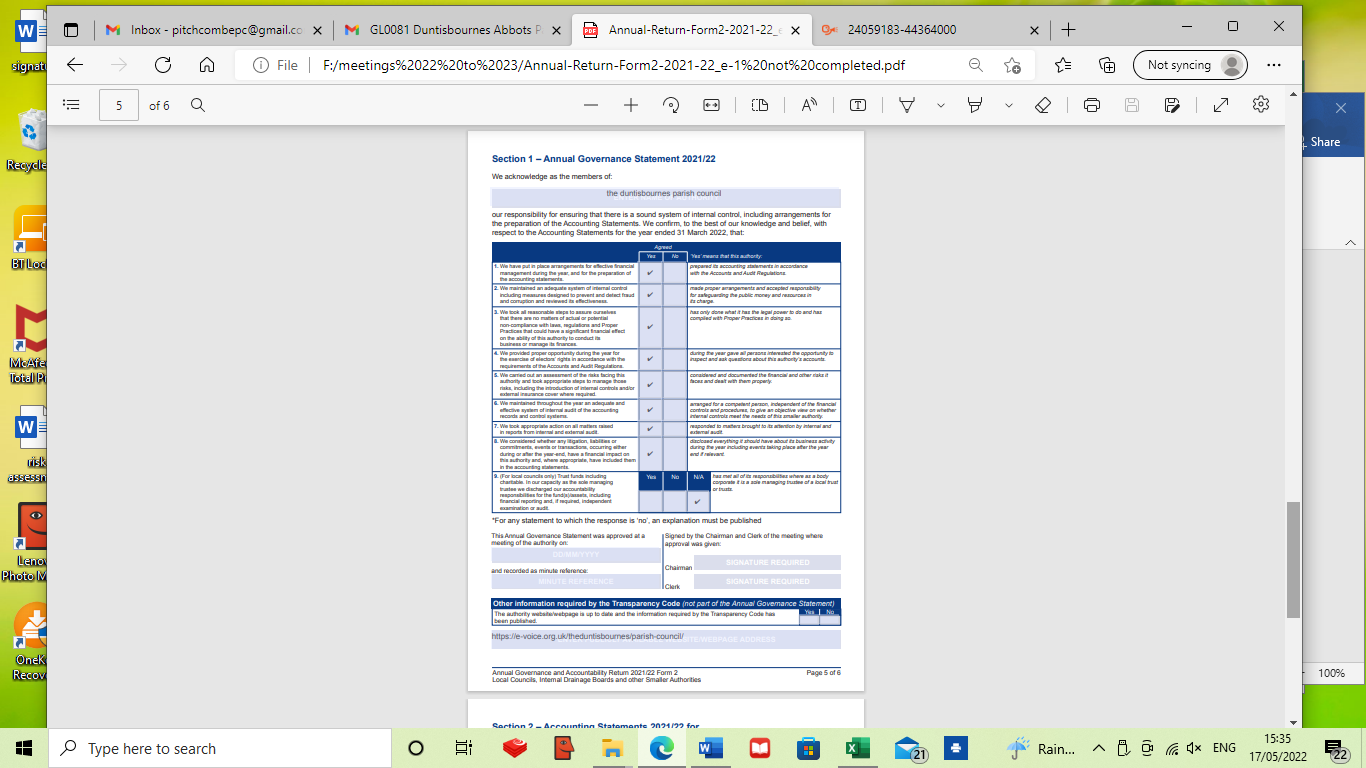 Inbox - pitchcombepc@gmail.co
GL0081 Duntisbournes Abbots P
Annual-Return-Form2-2021-22_e
24059183-44364000
File
F:/meetings%2022%20to%2023/Annual-Return-Form2-2021-22_e-1%20not%20completed.pdf
Not syncing
5 of 6
Share
signatu
Recycle
BT Loc
McAfe
Total Pr
risk
assessm
Leno
Photo M
OneK
Recov
Section 1 – Annual Governance Statement 2021/22
We acknowledge as the members of:
the duntisbournes parish council
our responsibility for ensuring that there is a sound system of internal control, including arrangements for
the preparation of the Accounting Statements. We confirm, to the best of our knowledge and belief, with
respect to the Accounting Statements for the year ended 31 March 2022, that:
Agreed
Yes No 'Yes' means that this authority:
1. We have put in place arrangements for effective financial
management during the year, and for the preparation of
the accounting statements.
✔
prepared its accounting statements in accordance
with the Accounts and Audit Regulations.
2. We maintained an adequate system of internal control
including measures designed to prevent and detect fraud
and corruption and reviewed its effectiveness.
✔
made proper arrangements and accepted responsibility
for safeguarding the public money and resources in
its charge.
3. We took all reasonable steps to assure ourselves
that there are no matters of actual or potential
non-compliance with laws, regulations and Proper
Practices that could have a significant financial effect
on the ability of this authority to conduct its
business or manage its finances.
✔
has only done what it has the legal power to do and has
complied with Proper Practices in doing so.
4. We provided proper opportunity during the year for
the exercise of electors' rights in accordance with the
requirements of the Accounts and Audit Regulations.
✔
during the year gave all persons interested the opportunity to
inspect and ask questions about this authority's accounts.
5. We carried out an assessment of the risks facing this
authority and took appropriate steps to manage those
risks, including the introduction of internal controls and/or
external insurance cover where required.
✔
considered and documented the financial and other risks it
faces and dealt with them properly.
6. We maintained throughout the year an adequate and
effective system of internal audit of the accounting
records and control systems.
✔
arranged for a competent person, independent of the financial
controls and procedures, to give an objective view on whether
internal controls meet the needs of this smaller authority.
7. We took appropriate action on all matters raised
in reports from internal and external audit.
✔
responded to matters brought to its attention by internal and
external audit.
8. We considered whether any litigation, liabilities or
commitments, events or transactions, occurring either
during or after the year-end, have a financial impact on
this authority and, where appropriate, have included them
in the accounting statements.
✔
disclosed everything it should have about its business activity
during the year including events taking place after the year
end if relevant.
9. (For local councils only) Trust funds including
charitable. In our capacity as the sole managing
trustee we discharged our accountability
responsibilities for the fund(s)/assets, including
financial reporting and, if required, independent
examination or audit.
Yes No N/A
✔
has met all of its responsibilities where as a body
corporate it is a sole managing trustee of a local trust
or trusts.
*For any statement to which the response is 'no', an explanation must be published
This Annual Governance Statement was approved at a
meeting of the authority on:
DD/MM/YYYY
and recorded as minute reference:
MINUTE REFERENCE
Signed by the Chairman and Clerk of the meeting where
approval was given:
Chairman SIGNATURE REQUIRED
Clerk SIGNATURE REQUIRED
Other information required by the Transparency Code (not part of the Annual Governance Statement)
The authority website/webpage is up to date and the information required by the Transparency Code has
been published.
Yes No
https://e-voice.org.uk/theduntisbournes/parish-council/ WEBPAGE ADDRESS
Annual Governance and Accountability Return 2021/22 Form 2
Local Councils, Internal Drainage Boards and other Smaller Authorities
Page 5 of 6
Section 2 – Accounting Statements 2021/22 for
100%
Type here to search
21
Rain...
ENG
15:35
17/05/2022
22